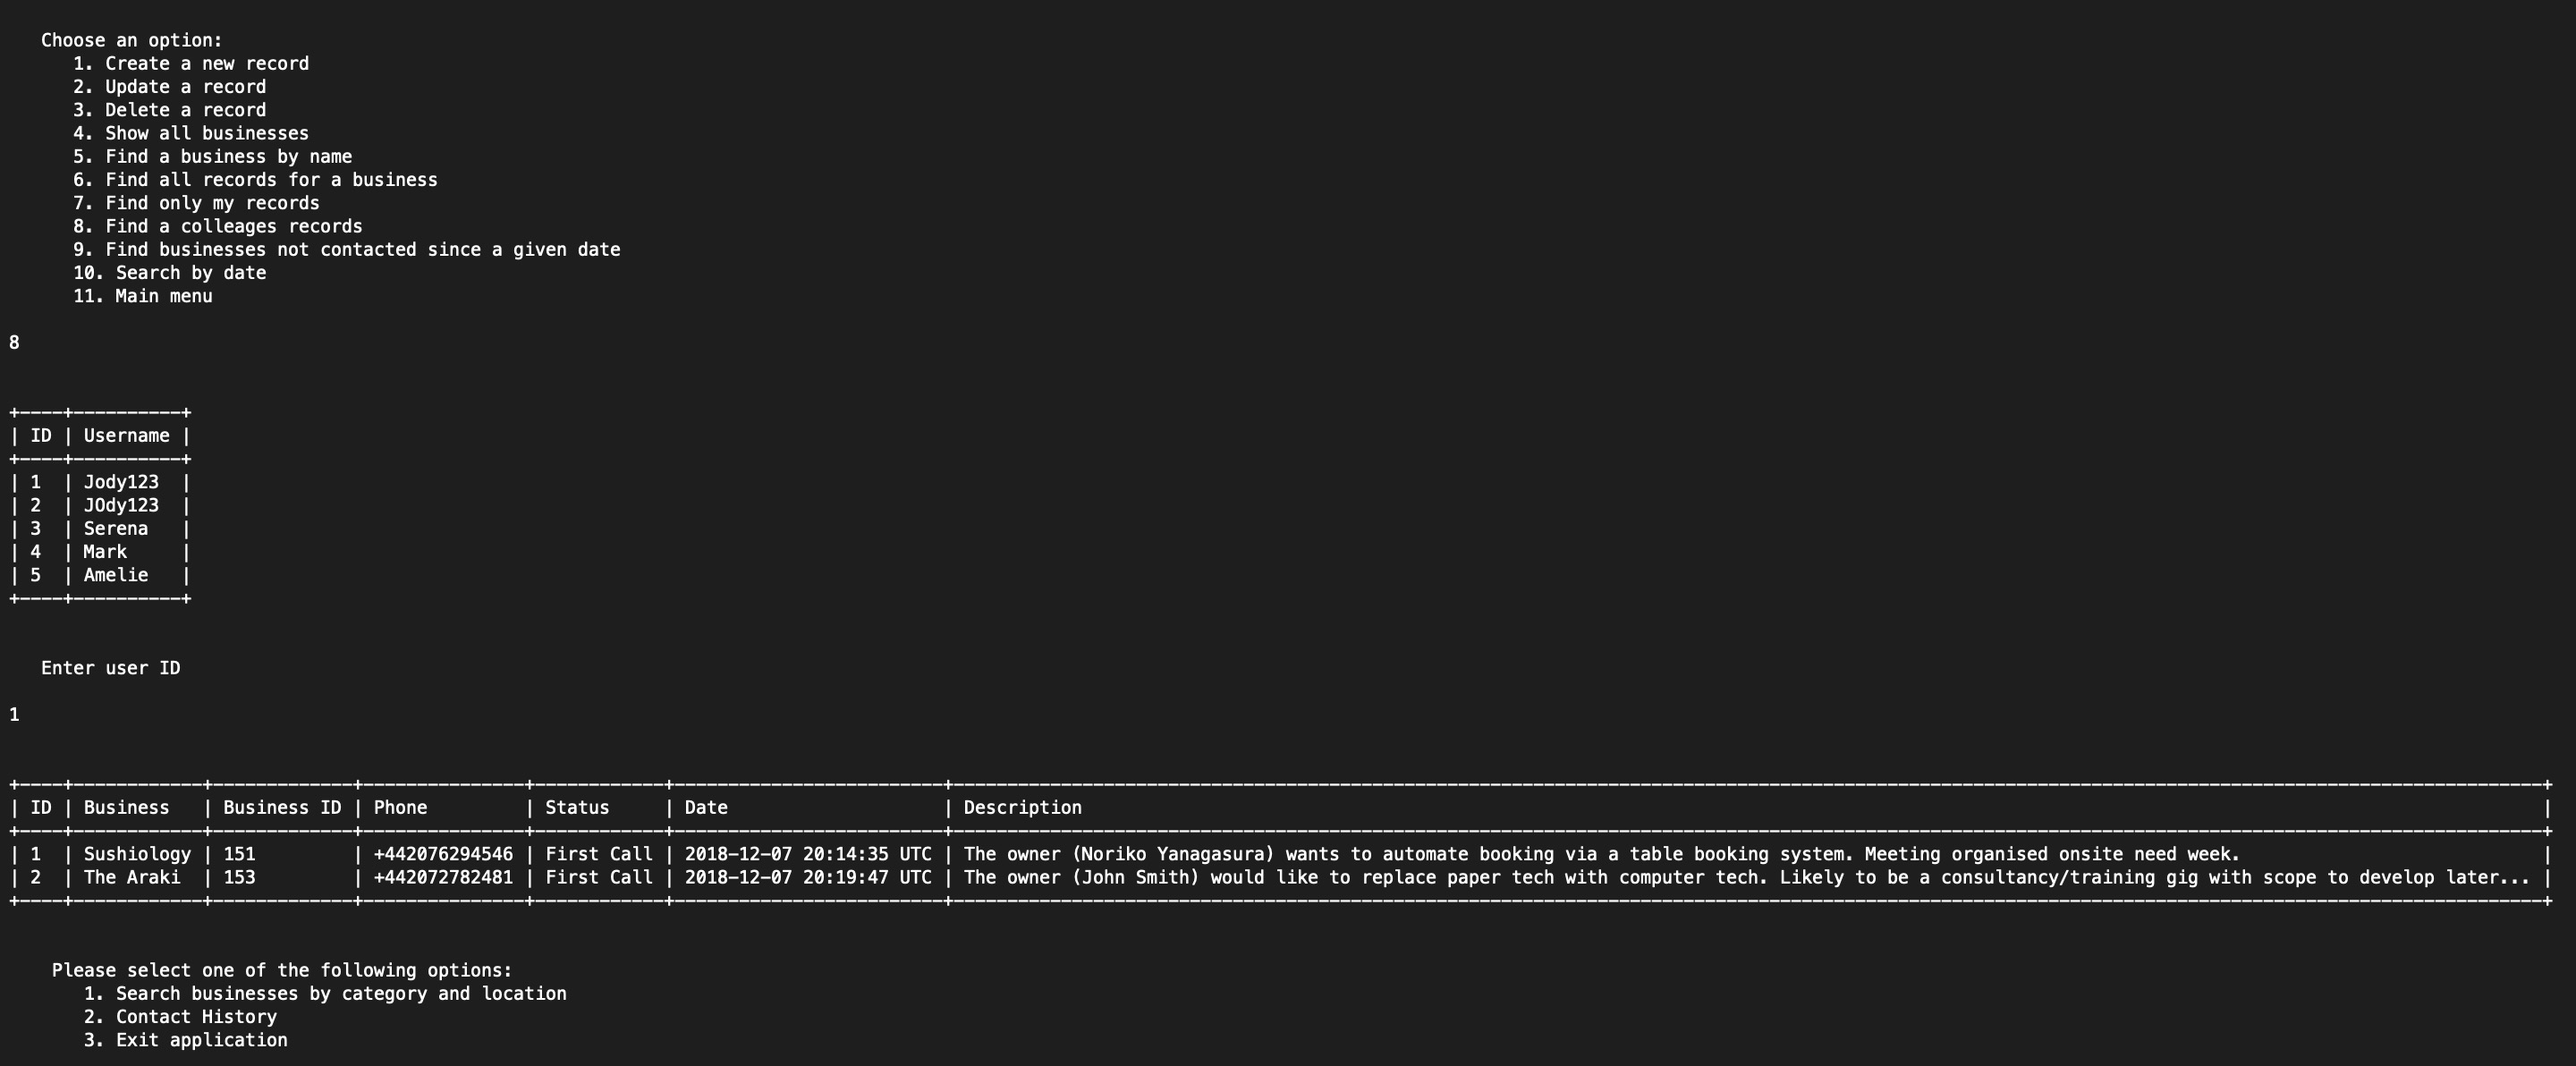 Choose an option:
1. Create a new record
2. Update a record
3. Delete a record
4. Show all businesses
5. Find a business by name
6. Find all records for a business
7. Find only my records
8. Find a colleages records
9. Find businesses not contacted since a given date
10. Search by date
11. Main menu
8
+----+----------+
| ID | Username |
+----+----------+
| 1  | Jody123  |
| 2  | JOdy123  |
| 3  | Serena   |
| 4  | Mark     |
| 5  | Amelie   |
+----+----------+
Enter user ID
1
+----+------------+-------------+---------------+------------+-------------------------+----------------------------------------------------------------------------------------------------------------------------------------------------+
| ID | Business   | Business ID | Phone         | Status     | Date                    | Description                                                                                                                                        |
+----+------------+-------------+---------------+------------+-------------------------+----------------------------------------------------------------------------------------------------------------------------------------------------+
| 1  | Sushiology | 151         | +442076294546 | First Call | 2018-12-07 20:14:35 UTC | The owner (Noriko Yanagasura) wants to automate booking via a table booking system. Meeting organised onsite need week.                            |
| 2  | The Araki  | 153         | +442072782481 | First Call | 2018-12-07 20:19:47 UTC | The owner (John Smith) would like to replace paper tech with computer tech. Likely to be a consultancy/training gig with scope to develop later... |
+----+------------+-------------+---------------+------------+-------------------------+----------------------------------------------------------------------------------------------------------------------------------------------------+
Please select one of the following options:
1. Search businesses by category and location
2. Contact History
3. Exit application